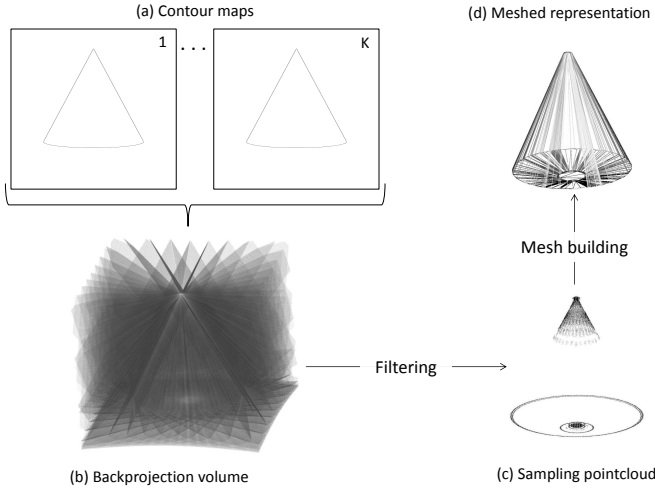 (a) Contour maps
1
. . .
K
(d) Meshed representation
Mesh building
Filtering
(b) Backprojection volume
(c) Sampling pointcloud